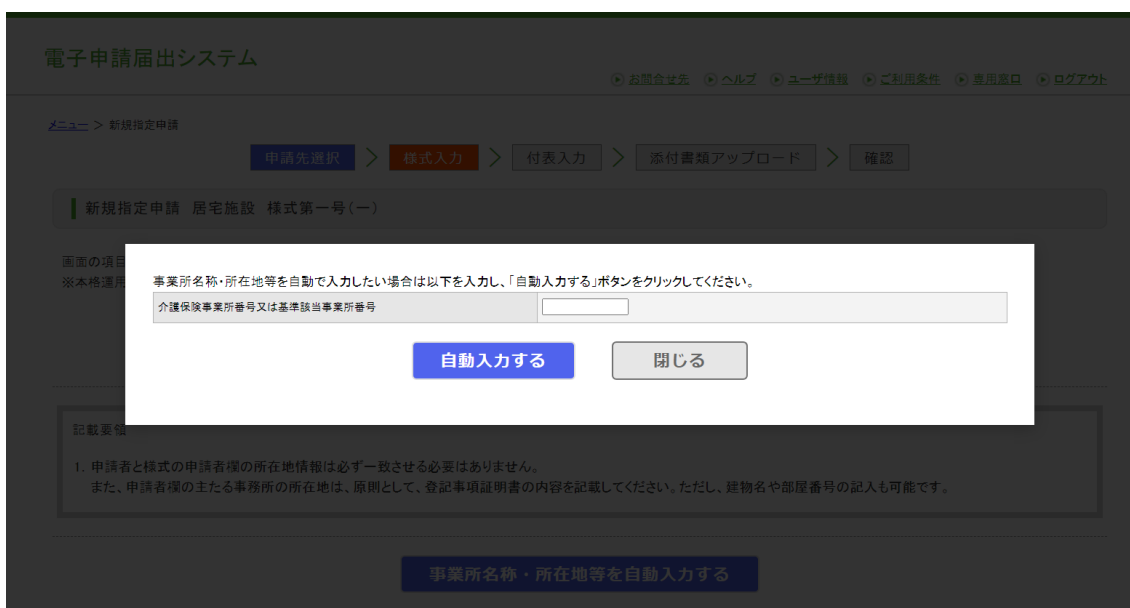 電子申請届出システム
お問合せ先 ヘルプ ユーザ情報 ご利用条件 専用窓口 ログアウト
メニュー > 新規指定申請
申請先選択 > 様式入力 > 付表入力 > 添付書類アップロード > 確認
新規指定申請 居宅施設 様式第一号(一)
画面の項目
※本格運用
事業所名称・所在地等を自動で入力したい場合は以下を入力し、「自動入力する」ボタンをクリックしてください。
介護保険事業所番号又は基準該当事業所番号
自動入力する 閉じる
記載要領
1. 申請者と様式の申請者欄の所在地情報は必ず一致させる必要はありません。
また、申請者欄の主たる事務所の所在地は、原則として、登記事項証明書の内容を記載してください。ただし、建物名や部屋番号の記入も可能です。
事業所名称・所在地等を自動入力する